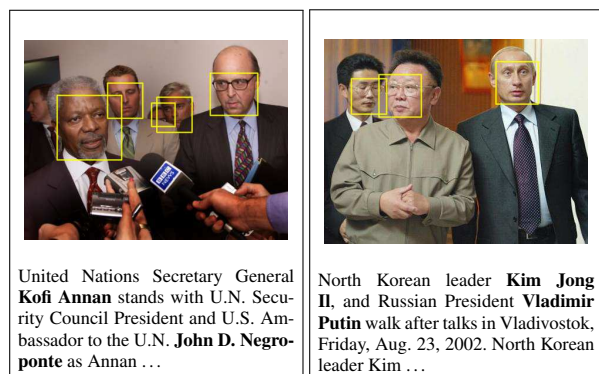 BBC
NEWS
United Nations Secretary General
Kofi Annan stands with U.N. Secu-
rity Council President and U.S. Am-
bassador to the U.N. John D. Negro-
ponte as Annan . . .
North Korean leader Kim Jong
Il, and Russian President Vladimir
Putin walk after talks in Vladivostok,
Friday, Aug. 23, 2002. North Korean
leader Kim . . .